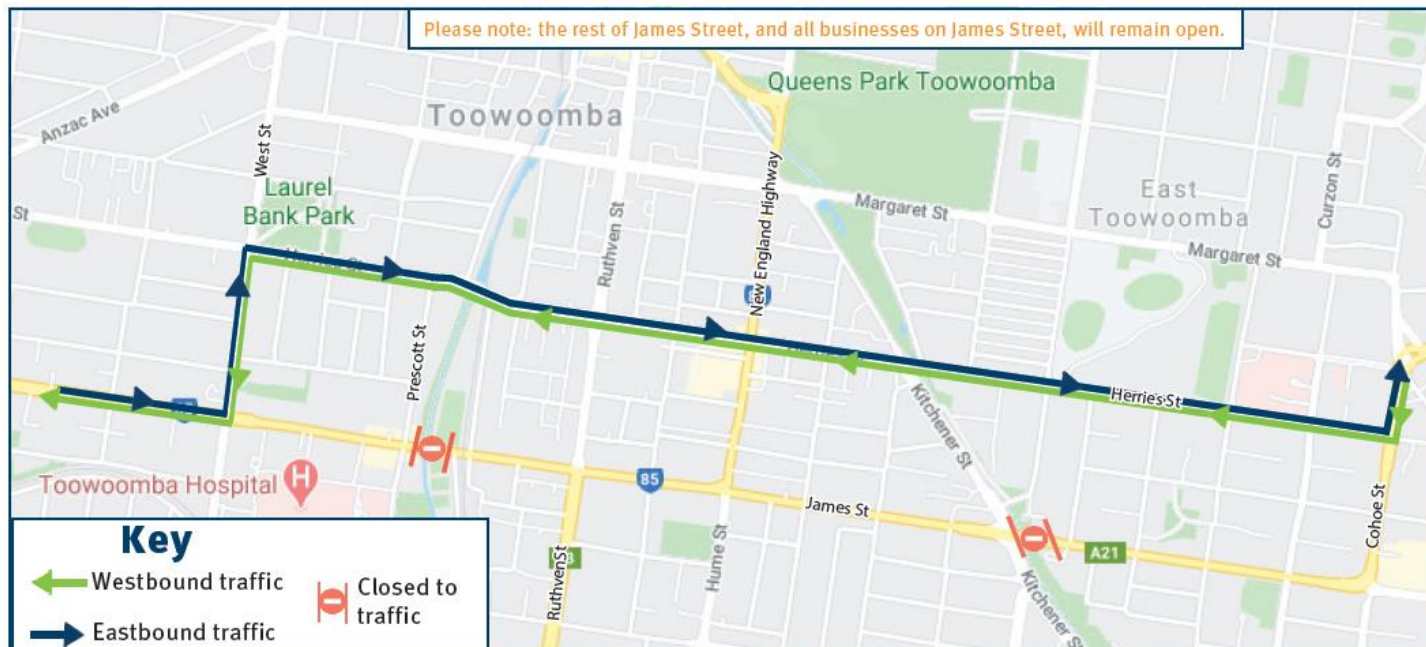 Please note: the rest of James Street, and all businesses on James Street, will remain open.
Queens Park Toowoomba
Anzac Ave
Toowoomba
West St
Laurel
Bank Park
St
Ruthven St
New England Highway
Margaret St
East
Toowoomba
Curzon St
Margaret St
Prescott St
Herries St
Kitchener St
Toowoomba Hospital
H
85
James St
A21
Cohoe St
Hume St
Ruthven St
Kitchener St
Key
Westbound traffic
Closed to
traffic
Eastbound traffic